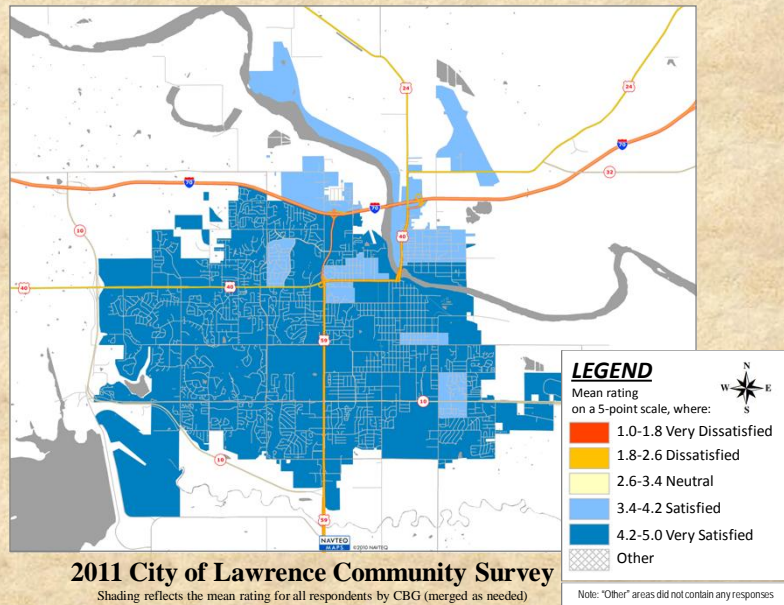 24
24
70
70
32
10
70
40
40
40
59
10
10
59
NAVTEQ
MAPS
©2010 NAVTEQ
LEGEND
Mean rating
on a 5-point scale, where:
N
W E
S
1.0-1.8 Very Dissatisfied
1.8-2.6 Dissatisfied
2.6-3.4 Neutral
3.4-4.2 Satisfied
4.2-5.0 Very Satisfied
Other
2011 City of Lawrence Community Survey
Shading reflects the mean rating for all respondents by CBG (merged as needed)
Note: "Other" areas did not contain any responses